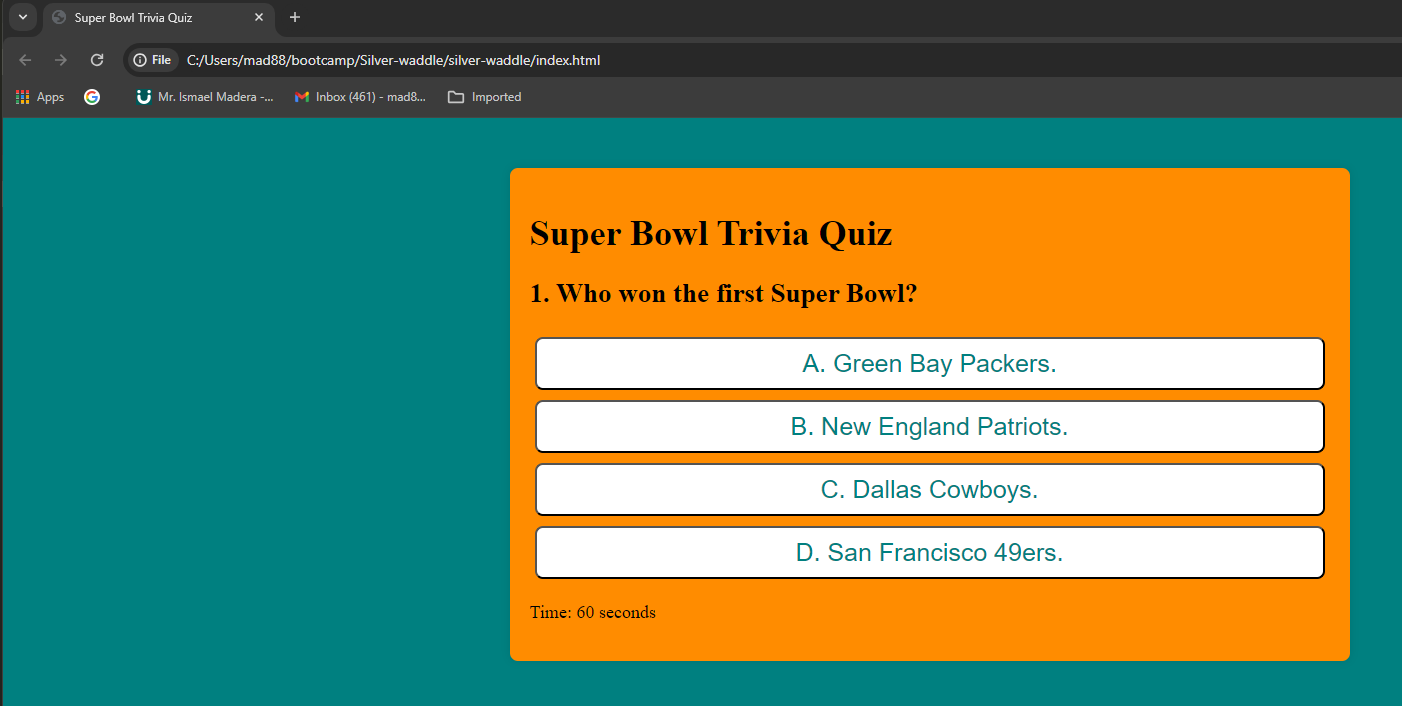 Super Bowl Trivia Quiz
File C:/Users/mad88/bootcamp/Silver-waddle/silver-waddle/index.html
Apps Mr. Ismael Madera -... Inbox (461) - mad8... Imported
Super Bowl Trivia Quiz
1. Who won the first Super Bowl?
A. Green Bay Packers.
B. New England Patriots.
C. Dallas Cowboys.
D. San Francisco 49ers.
Time: 60 seconds